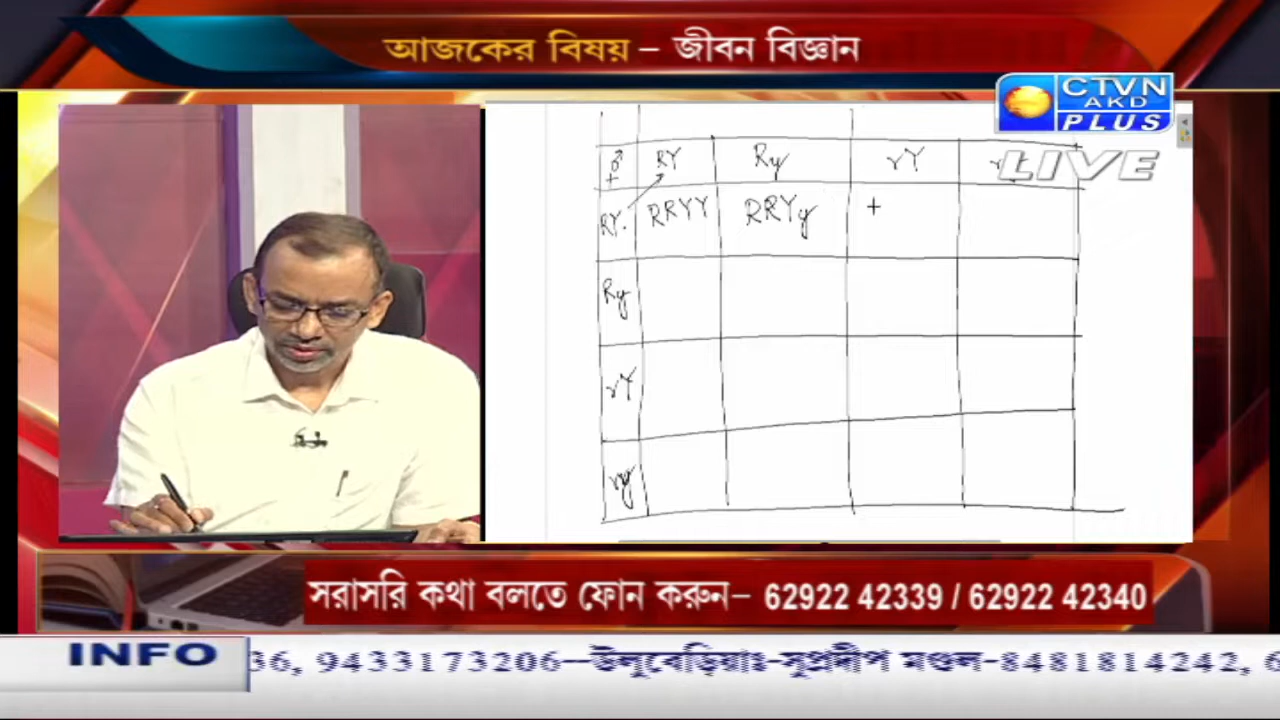 আজকের বিষয় – জীবন বিজ্ঞান
CTVN
AKD
PLUS
LIVE
♂ RY Ry rY
RY. RRYY RRYy +
Ry
rY
ry
সরাসরি কথা বলতে ফোন করুন– 62922 42339 / 62922 42340
INFO 36, 9433173206--উলুবেড়িয়াঃ-সুপ্রদীপ মণ্ডল-8481814242, 6